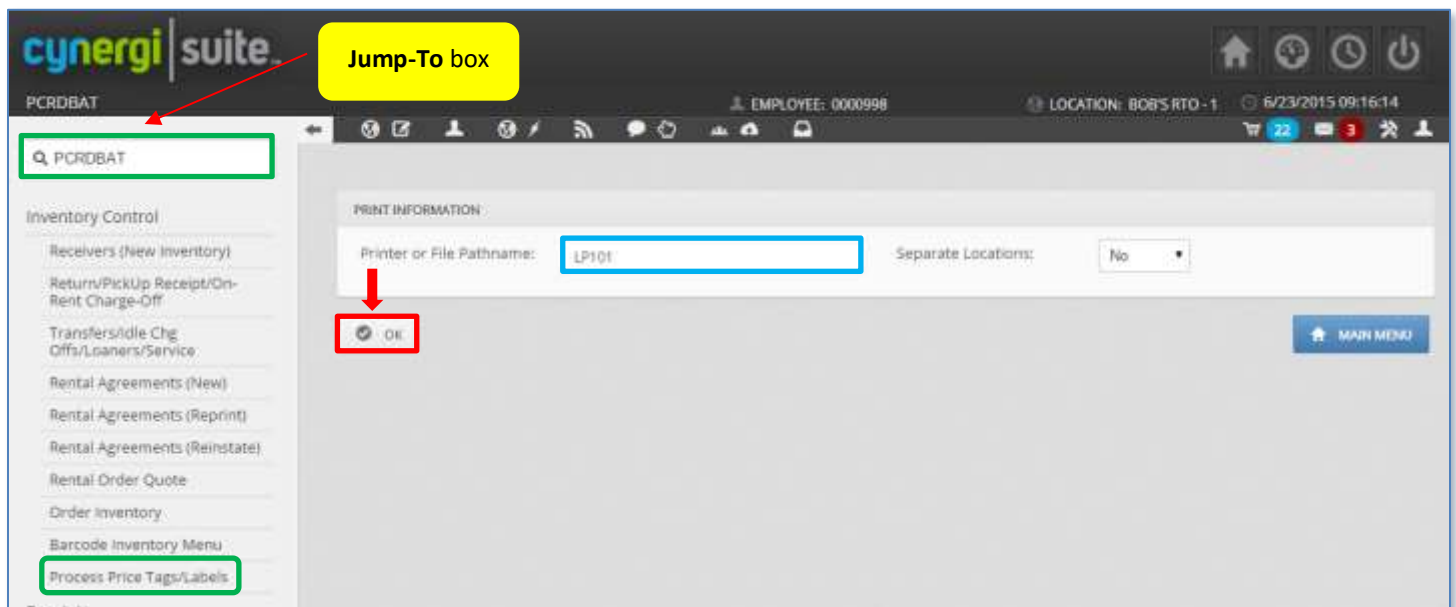 cynergi|suite™
Jump-To box
PCRDBAT
EMPLOYEE: 0000998
LOCATION: BOB'S RTO - 1
6/23/2015 09:16:14
22
3
PCRDBAT
Inventory Control
Receivers (New Inventory)
Return/PickUp Receipt/On-
Rent Charge-Off
Transfers/Idle Chg
Offs/Loaners/Service
Rental Agreements (New)
Rental Agreements (Reprint)
Rental Agreements (Reinstate)
Rental Order Quote
Order Inventory
Barcode Inventory Menu
Process Price Tags/Labels
PRINT INFORMATION
Printer or File Pathname:
LP101
Separate Locations:
No
OK
MAIN MENU